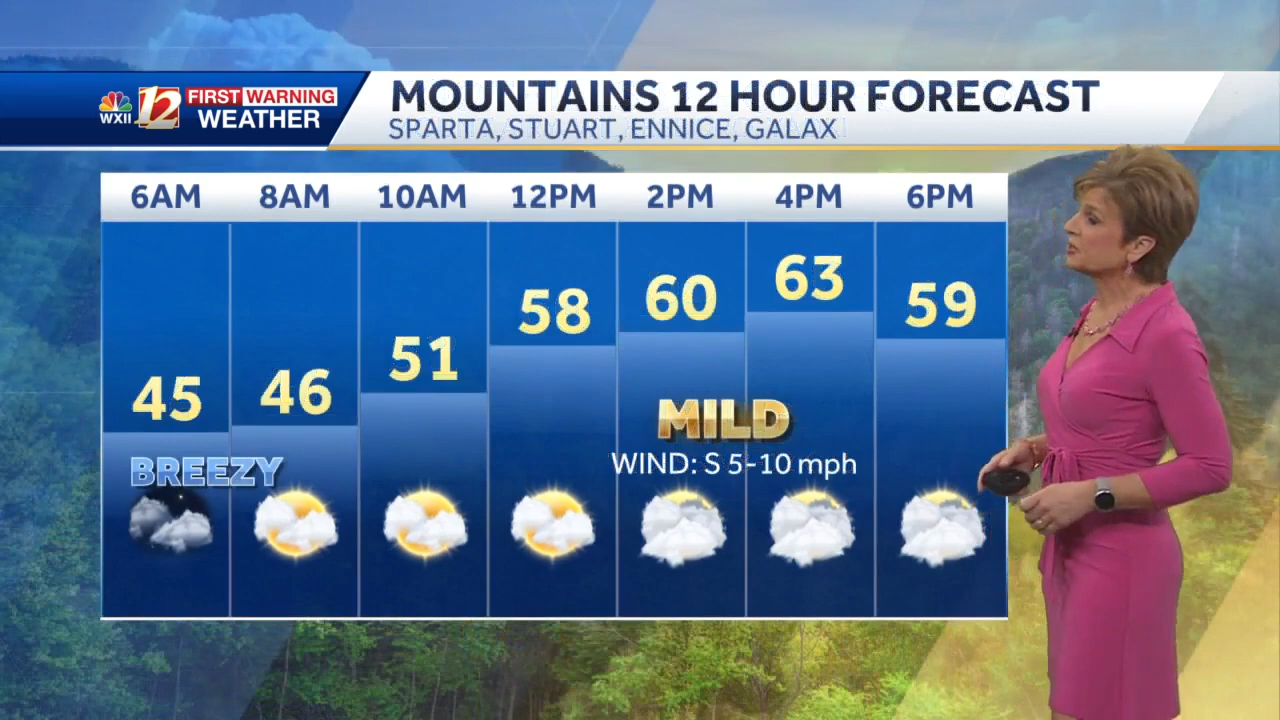 WXII 12 FIRST WARNING
WEATHER
MOUNTAINS 12 HOUR FORECAST
SPARTA, STUART, ENNICE, GALAX
6AM 8AM 10AM 12PM 2PM 4PM 6PM
45 46 51 58 60 63 59
BREEZY
MILD
WIND: S 5-10 mph